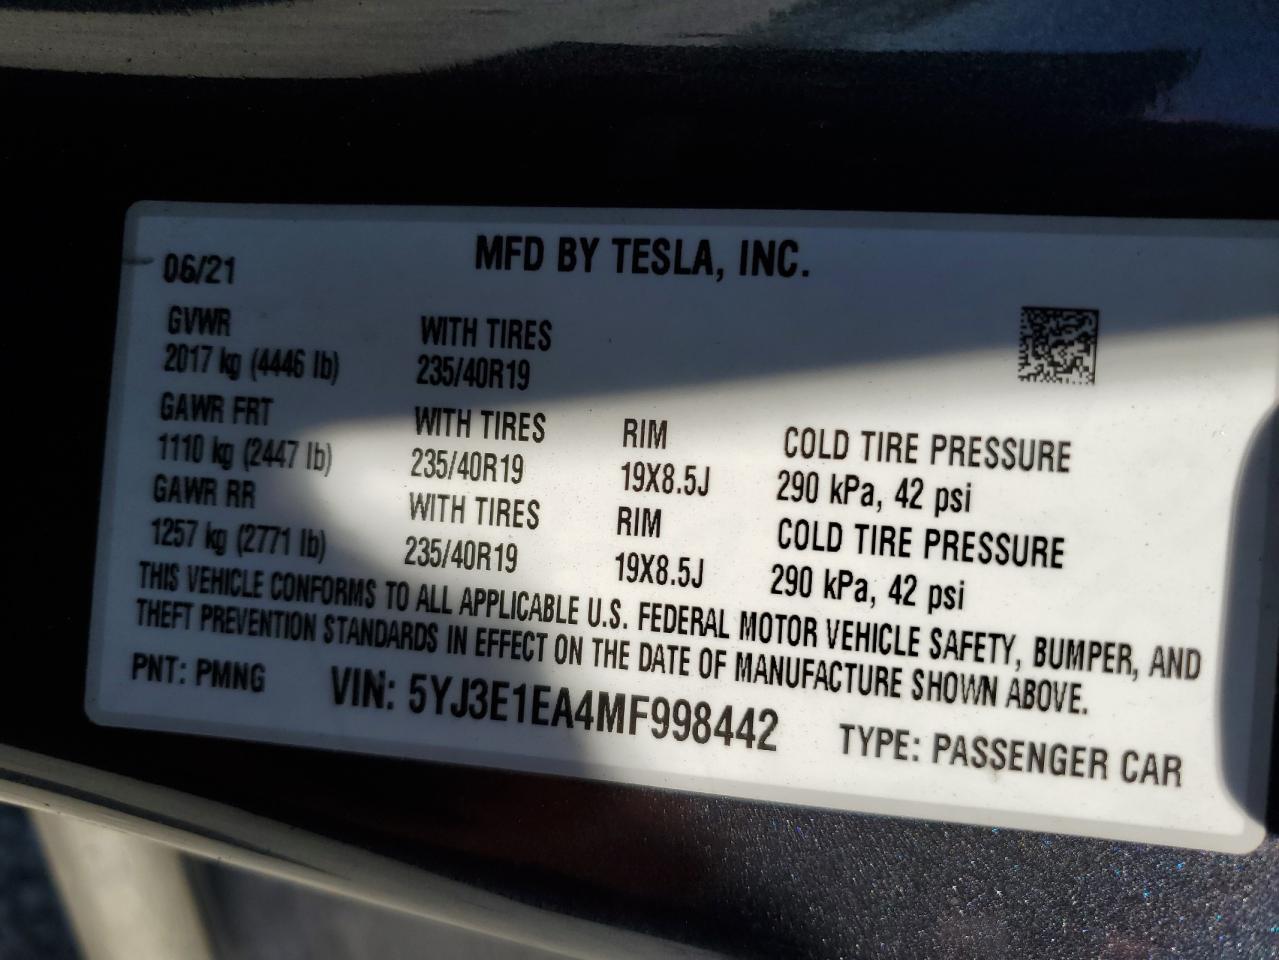 MFD BY TESLA, INC.
06/21
GVWR WITH TIRES
2017 kg (4446 lb) 235/40R19
GAWR FRT WITH TIRES RIM COLD TIRE PRESSURE
1110 kg (2447 lb) 235/40R19 19X8.5J 290 kPa, 42 psi
GAWR RR WITH TIRES RIM COLD TIRE PRESSURE
1257 kg (2771 lb) 235/40R19 19X8.5J 290 kPa, 42 psi
THIS VEHICLE CONFORMS TO ALL APPLICABLE U.S. FEDERAL MOTOR VEHICLE SAFETY, BUMPER, AND
THEFT PREVENTION STANDARDS IN EFFECT ON THE DATE OF MANUFACTURE SHOWN ABOVE.
PNT: PMNG VIN: 5YJ3E1EA4MF998442 TYPE: PASSENGER CAR